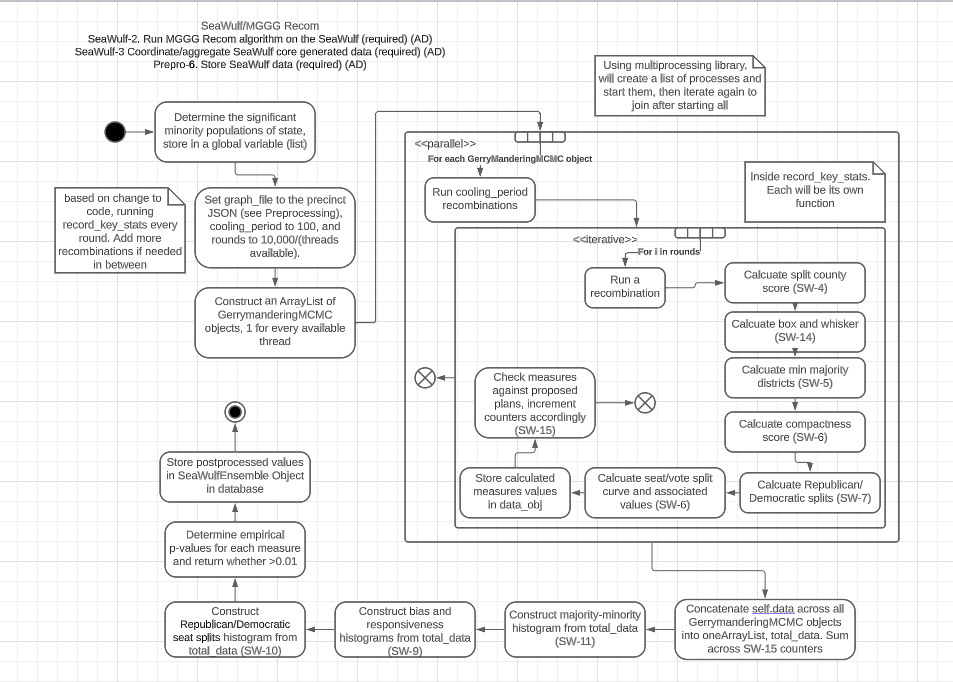 SeaWulf/MGGG Recom
SeaWulf-2. Run MGGG Recom algorithm on the SeaWulf (required) (AD)
SeaWulf-3 Coordinate/aggregate SeaWulf core generated data (required) (AD)
Prepro-6. Store SeaWulf data (required) (AD)
Determine the significant
minority populations of state,
store in a global variable (list)
based on change to
code, running
record_key_stats every
round. Add more
recombinations if needed
in between
Set graph_file to the precinct
JSON (see Preprocessing),
cooling_period to 100, and
rounds to 10,000/(threads
available).
Construct an ArrayList of
GerrymanderingMCMC
objects, 1 for every available
thread
Using multiprocessing library,
will create a list of processes and
start them, then iterate again to
join after starting all
<<parallel>>
For each GerryManderingMCMC object
Run cooling_period
recombinations
Inside record_key_stats.
Each will be its own
function
<<iterative>>
For i in rounds
Run a
recombination
Calcuate split county
score (SW-4)
Calcuate box and whisker
(SW-14)
Calcuate min majority
districts (SW-5)
Calcuate compactness
score (SW-6)
Calcuate Republican/
Democratic splits (SW-7)
Calcuate seat/vote split
curve and associated
values (SW-6)
Store calculated
measures values
in data_obj
Check measures
against proposed
plans, increment
counters accordingly
(SW-15)
Concatenate self.data across all
GerrymanderingMCMC objects
into oneArrayList, total_data. Sum
across SW-15 counters
Construct majority-minority
histogram from total_data
(SW-11)
Construct bias and
responsiveness
histograms from total_data
(SW-9)
Construct
Republican/Democratic
seat splits histogram from
total_data (SW-10)
Determine empirical
p-values for each measure
and return whether >0.01
Store postprocessed values
in SeaWulfEnsemble Object
in database